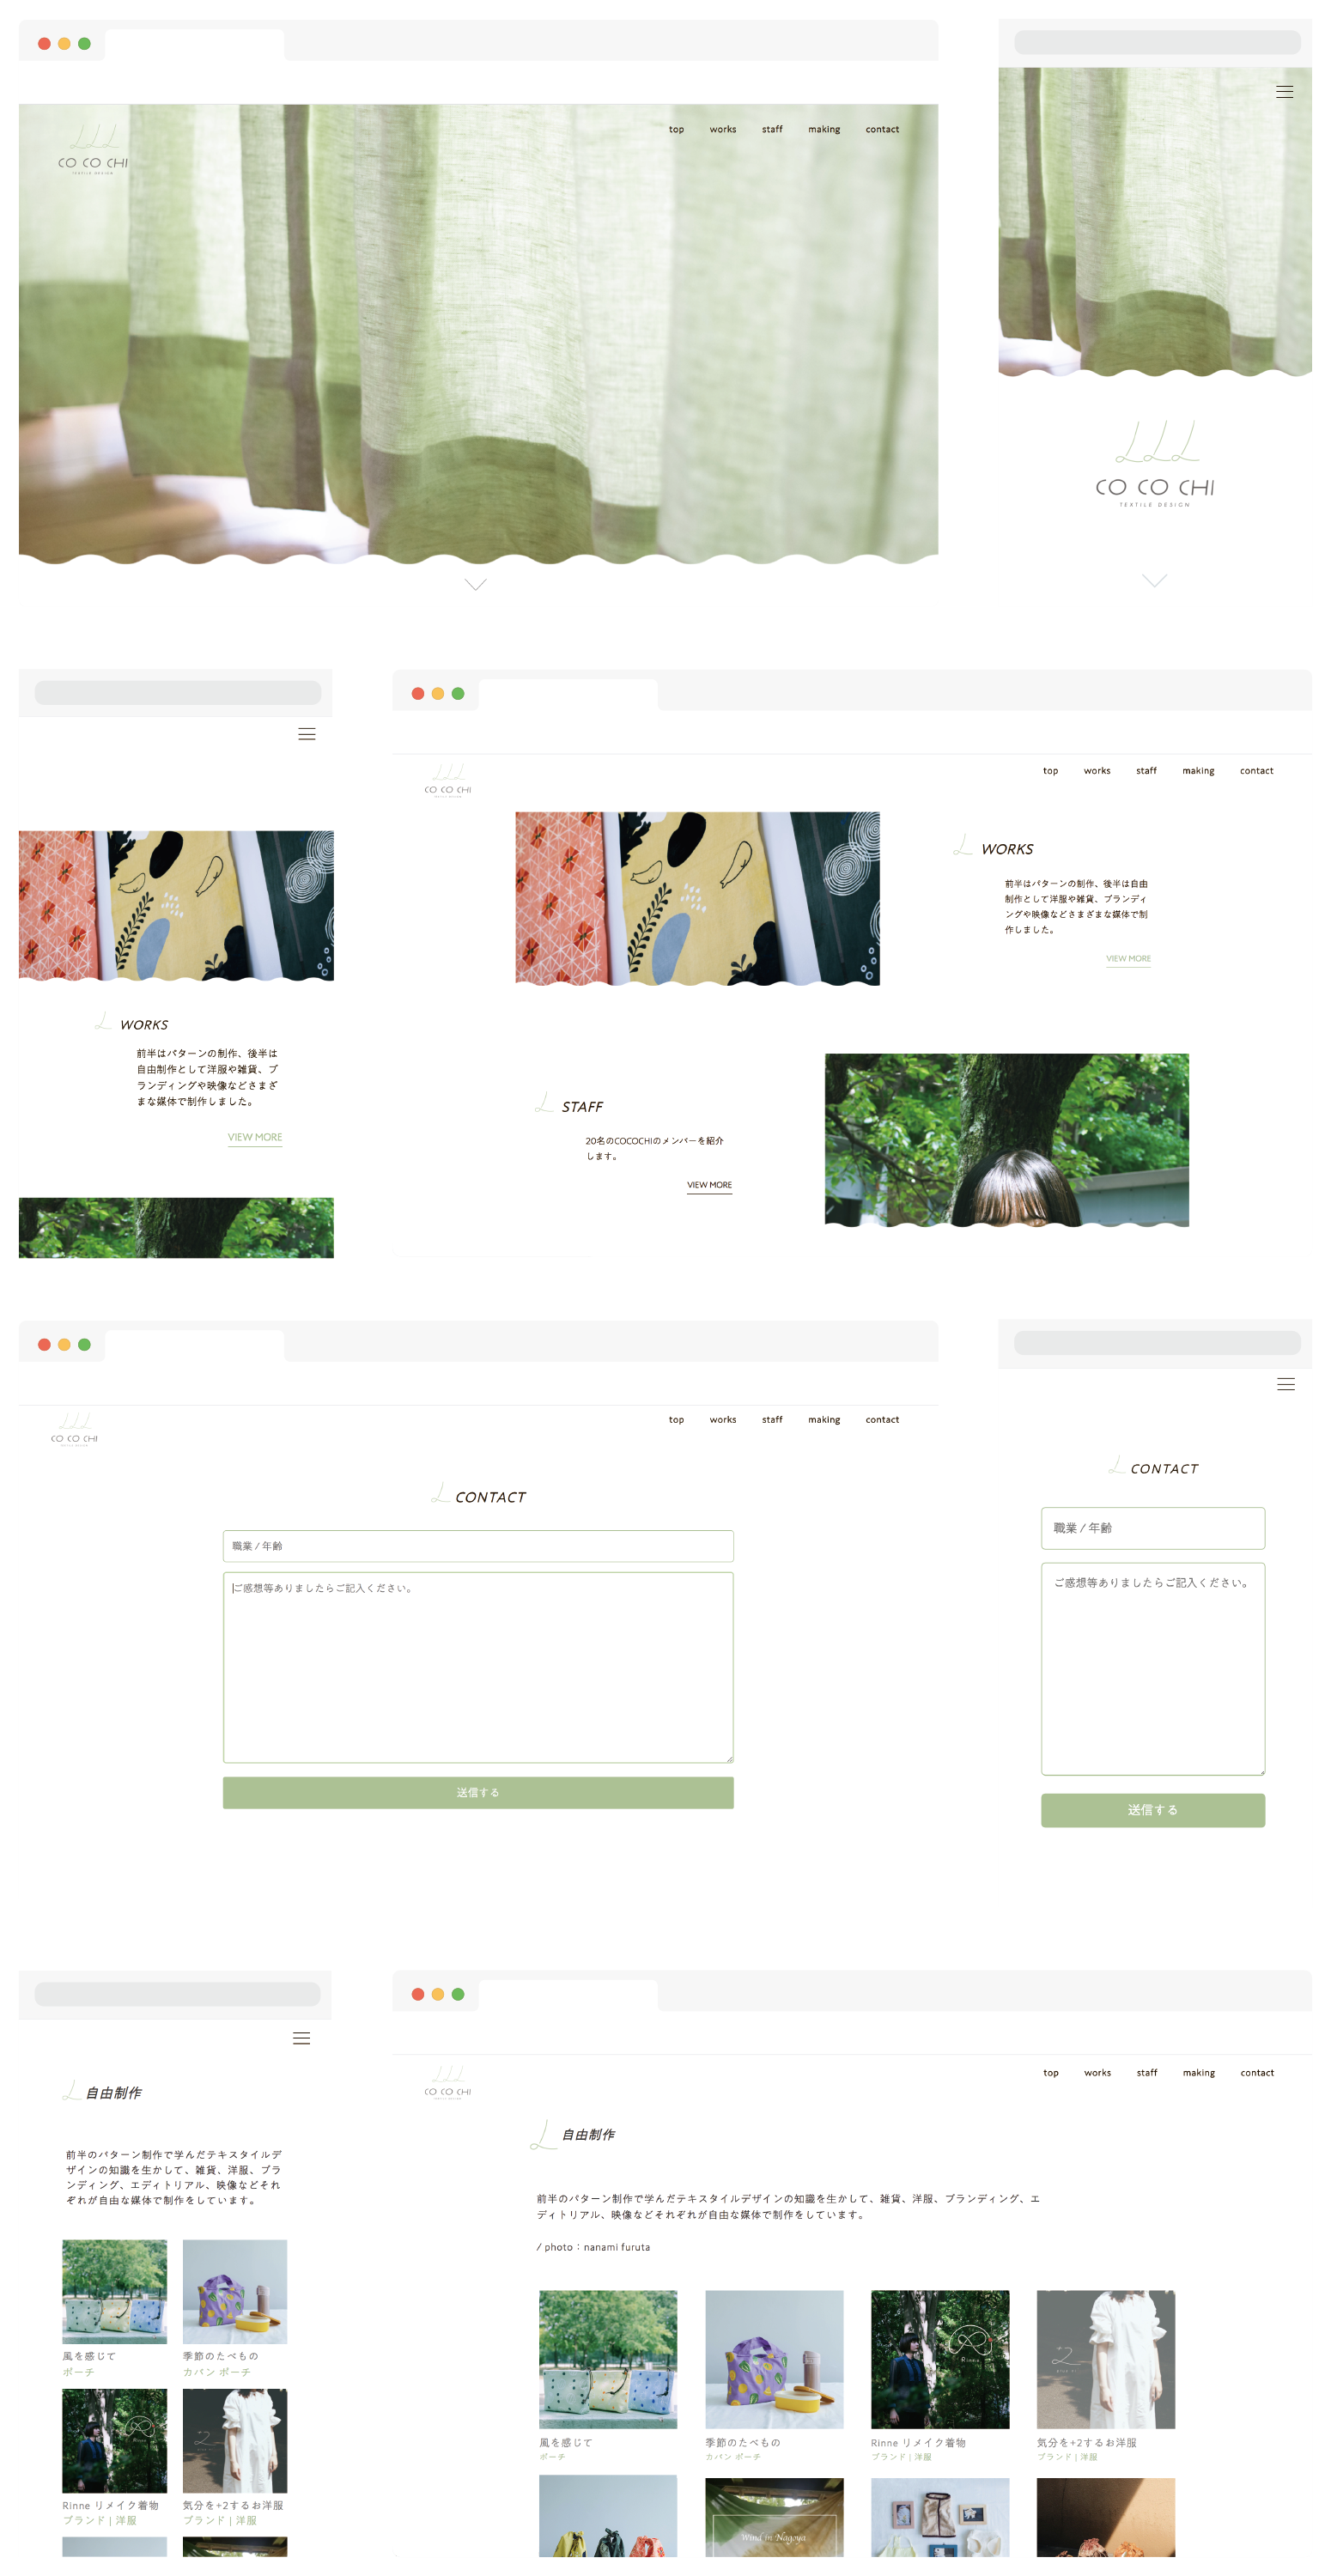 CO CO CHI
TEXTILE DESIGN
top works staff making contact
CO CO CHI
TEXTILE DESIGN
WORKS
前半はパターンの制作、後半は
自由制作として洋服や雑貨、ブ
ランディングや映像などさまざ
まな媒体で制作しました。
VIEW MORE
CO CO CHI
TEXTILE DESIGN
top works staff making contact
WORKS
前半はパターンの制作、後半は自由
制作として洋服や雑貨、ブランディ
ングや映像などさまざまな媒体で制
作しました。
VIEW MORE
STAFF
20名のCOCOCHIのメンバーを紹介
します。
VIEW MORE
CO CO CHI
TEXTILE DESIGN
top works staff making contact
CONTACT
職業 / 年齢
ご感想等ありましたらご記入ください。
送信する
CONTACT
職業 / 年齢
ご感想等ありましたらご記入ください。
送信する
自由制作
前半のパターン制作で学んだテキスタイルデ
ザインの知識を生かして、雑貨、洋服、ブラ
ンディング、エディトリアル、映像などそれ
ぞれが自由な媒体で制作をしています。
風を感じて
ポーチ
季節のたべもの
カバン ポーチ
Rinne
Rinne リメイク着物
ブランド | 洋服
気分を+2するお洋服
ブランド | 洋服
CO CO CHI
TEXTILE DESIGN
top works staff making contact
自由制作
前半のパターン制作で学んだテキスタイルデザインの知識を生かして、雑貨、洋服、ブランディング、エ
ディトリアル、映像などそれぞれが自由な媒体で制作をしています。
/ photo：nanami furuta
風を感じて
ポーチ
季節のたべもの
カバン ポーチ
Rinne
Rinne リメイク着物
ブランド | 洋服
気分を+2するお洋服
ブランド | 洋服
Wind in Nagoya